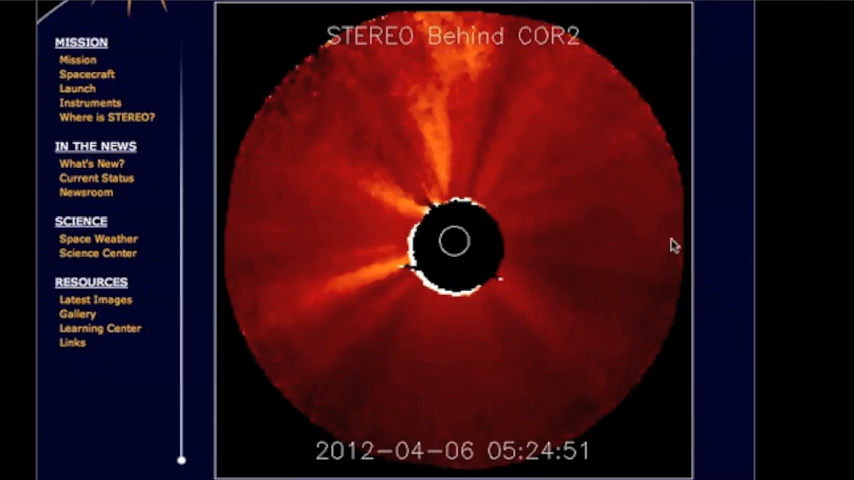 MISSION
Mission
Spacecraft
Launch
Instruments
Where is STEREO?
IN THE NEWS
What's New?
Current Status
Newsroom
SCIENCE
Space Weather
Science Center
RESOURCES
Latest Images
Gallery
Learning Center
Links
STEREO Behind COR2
2012-04-06 05:24:51